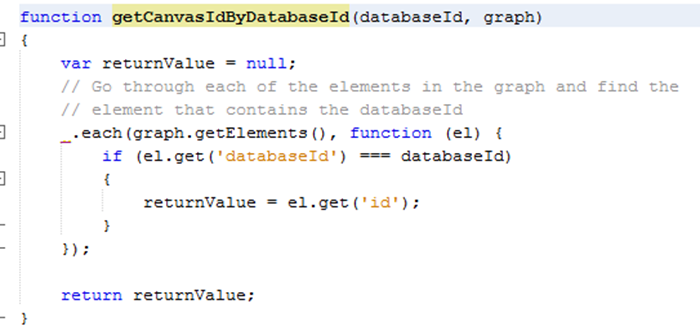 function getCanvasIdByDatabaseId(databaseId, graph)
{
    var returnValue = null;
    // Go through each of the elements in the graph and find the
    // element that contains the databaseId
    _.each(graph.getElements(), function (el) {
        if (el.get('databaseId') === databaseId)
        {
            returnValue = el.get('id');
        }
    });
    return returnValue;
}